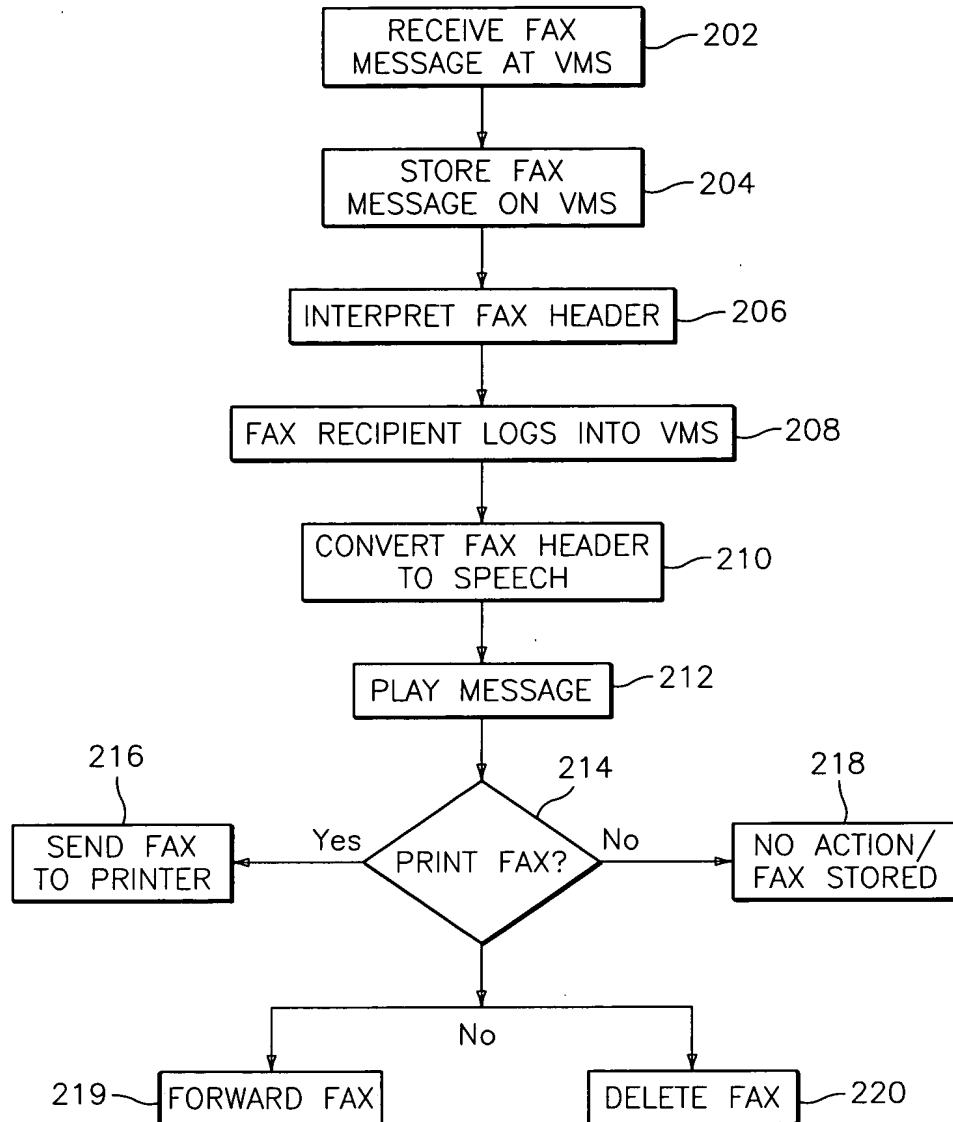 RECEIVE FAX
MESSAGE AT VMS
202
STORE FAX
MESSAGE ON VMS
204
INTERPRET FAX HEADER
206
FAX RECIPIENT LOGS INTO VMS
208
CONVERT FAX HEADER
TO SPEECH
210
PLAY MESSAGE
212
216
214
218
SEND FAX
TO PRINTER
Yes
PRINT FAX?
No
NO ACTION/
FAX STORED
No
219
FORWARD FAX
DELETE FAX
220